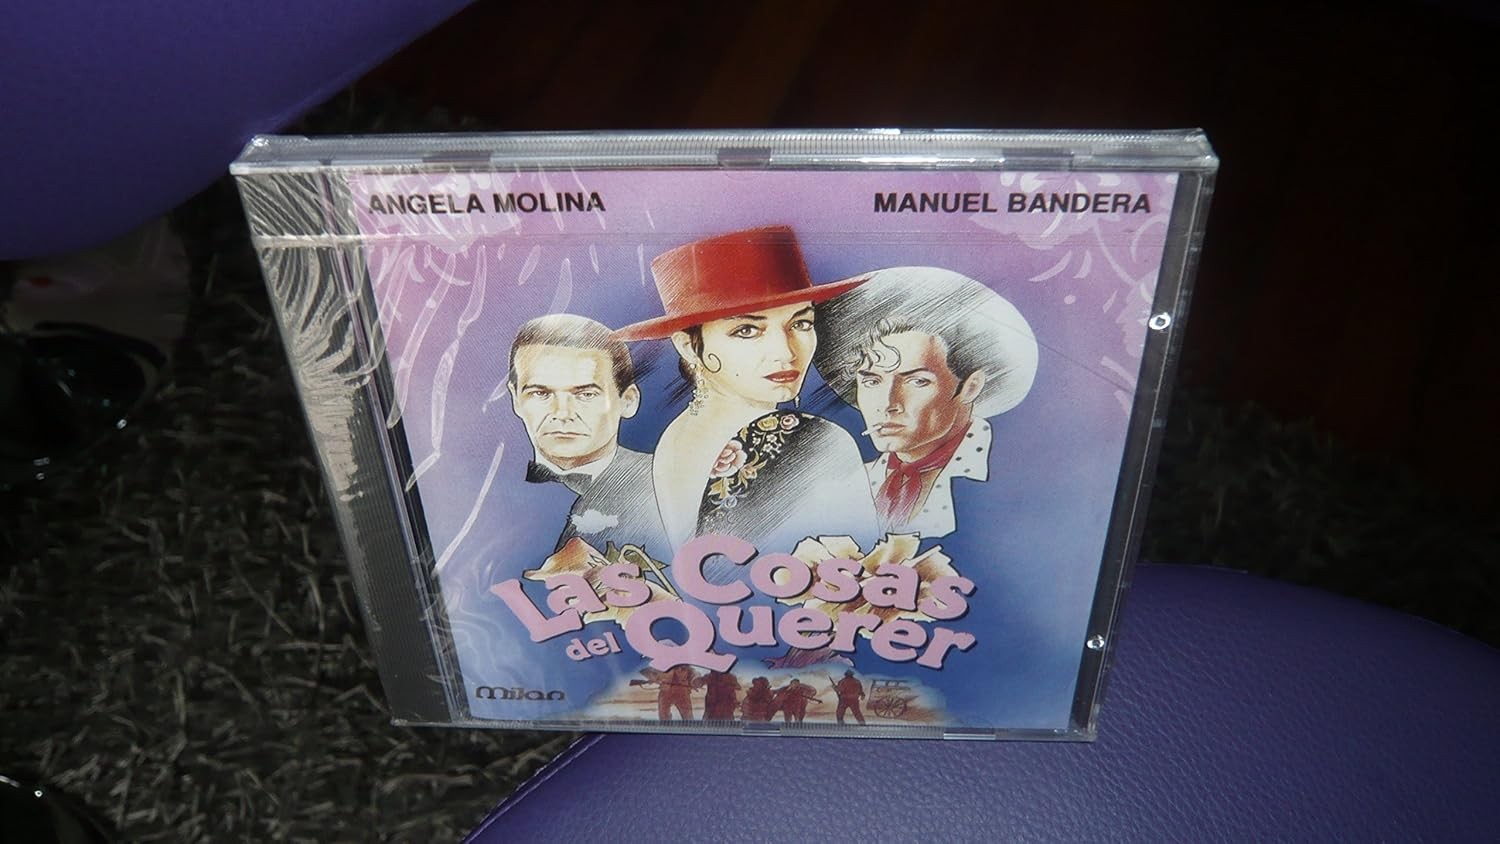 ANGELA MOLINA
MANUEL BANDERA
Las Cosas
del Querer
Milan